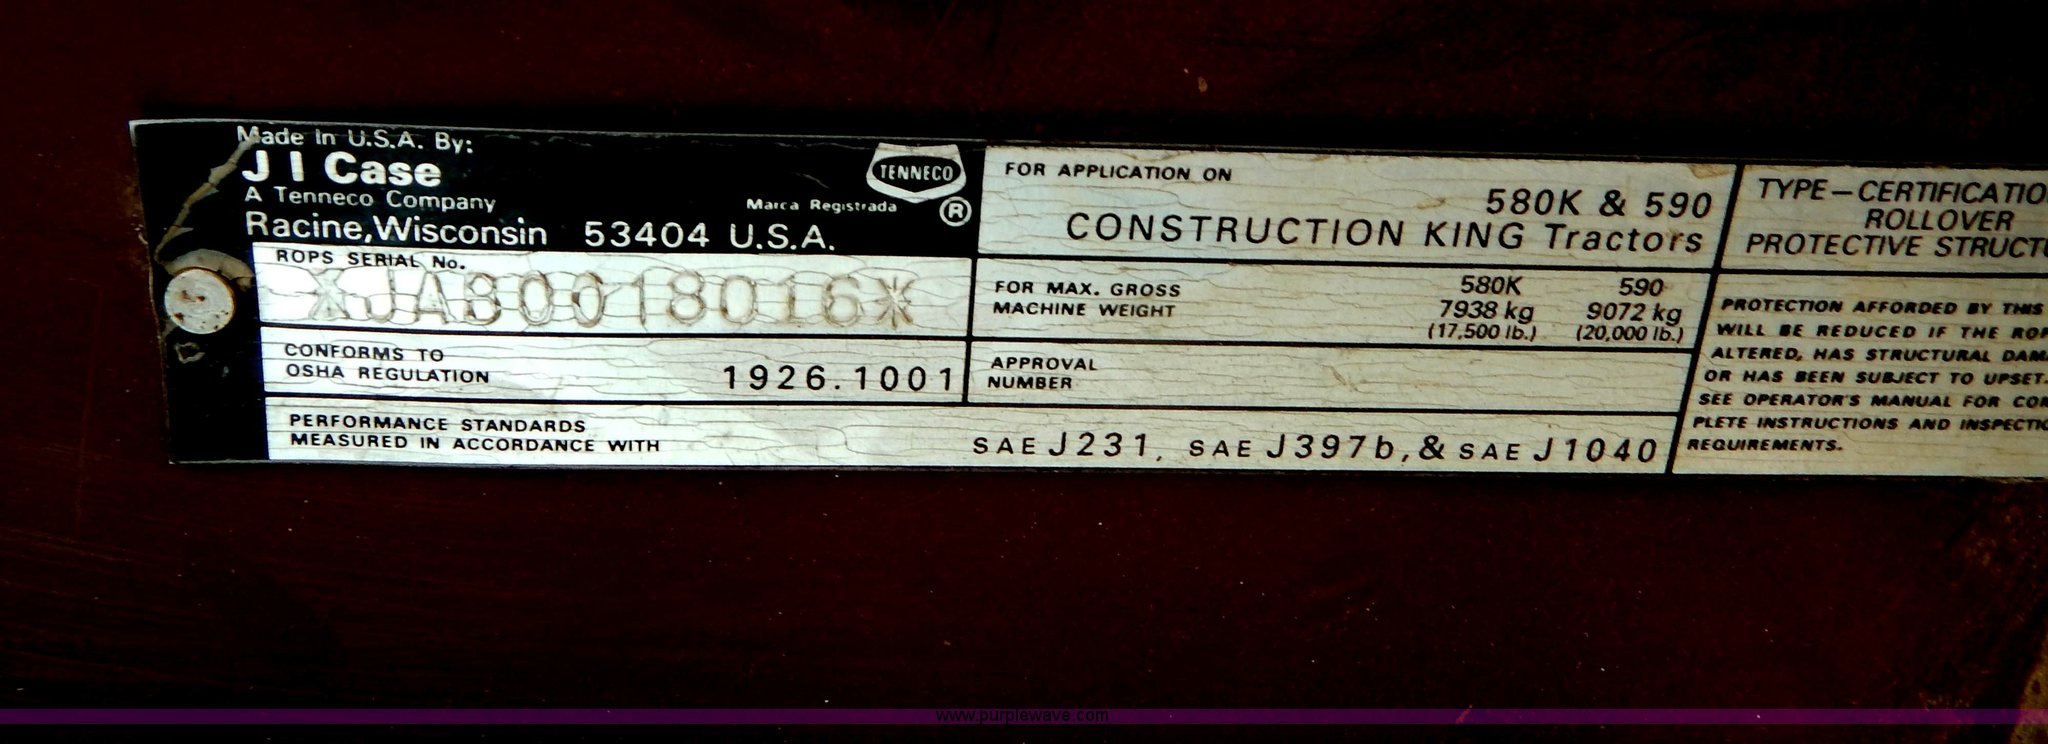 Made in U.S.A. By:
J I Case
A Tenneco Company
Racine, Wisconsin 53404 U.S.A.
TENNECO
Marca Registrada ®
ROPS SERIAL No.
*JAB0018016*
CONFORMS TO
OSHA REGULATION 1926.1001
PERFORMANCE STANDARDS
MEASURED IN ACCORDANCE WITH SAE J231, SAE J397b, & SAE J1040
FOR APPLICATION ON
580K & 590
CONSTRUCTION KING Tractors
FOR MAX. GROSS
MACHINE WEIGHT
580K 590
7938 kg 9072 kg
(17,500 lb.) (20,000 lb.)
APPROVAL
NUMBER
TYPE—CERTIFICATIO
ROLLOVER
PROTECTIVE STRUCTU
PROTECTION AFFORDED BY THIS
WILL BE REDUCED IF THE ROP
ALTERED, HAS STRUCTURAL DAMA
OR HAS BEEN SUBJECT TO UPSET.
SEE OPERATOR'S MANUAL FOR COM
PLETE INSTRUCTIONS AND INSPECTIO
REQUIREMENTS.
www.purplewave.com